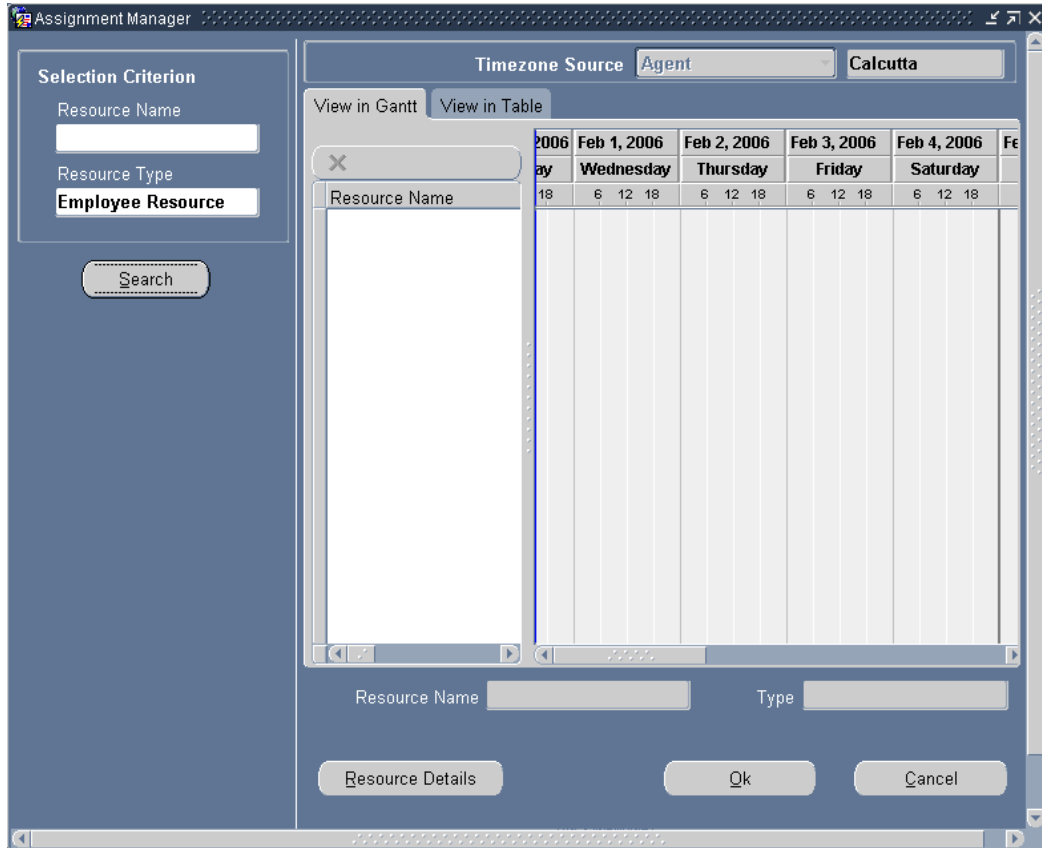 Assignment Manager
Selection Criterion
Resource Name
Resource Type
Employee Resource
Search
Timezone Source Agent Calcutta
View in Gantt View in Table
2006 Feb 1, 2006 Feb 2, 2006 Feb 3, 2006 Feb 4, 2006 Fe
ay Wednesday Thursday Friday Saturday
18 6 12 18 6 12 18 6 12 18 6 12 18
Resource Name
Resource Name Type
Resource Details Ok Cancel